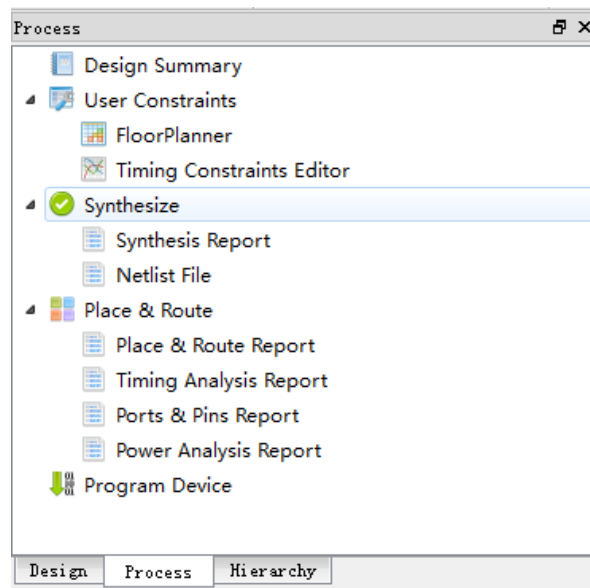 Process
Design Summary
User Constraints
FloorPlanner
Timing Constraints Editor
Synthesize
Synthesis Report
Netlist File
Place & Route
Place & Route Report
Timing Analysis Report
Ports & Pins Report
Power Analysis Report
Program Device
Design Process Hierarchy